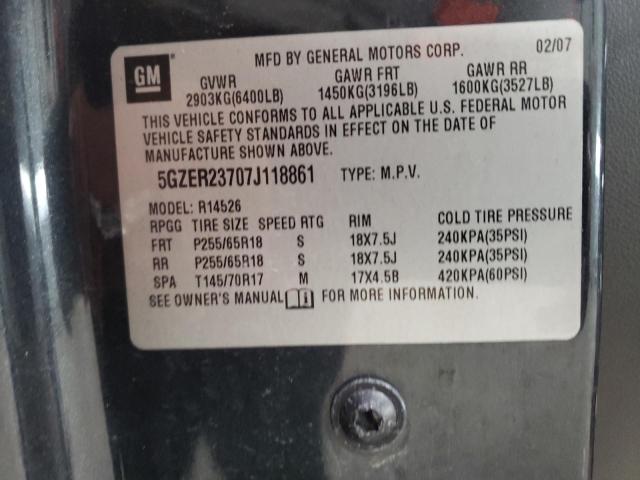 GM
MFD BY GENERAL MOTORS CORP. 02/07
GVWR GAWR FRT GAWR RR
2903KG(6400LB) 1450KG(3196LB) 1600KG(3527LB)
THIS VEHICLE CONFORMS TO ALL APPLICABLE U.S. FEDERAL MOTOR
VEHICLE SAFETY STANDARDS IN EFFECT ON THE DATE OF
MANUFACTURE SHOWN ABOVE.
5GZER23707J118861 TYPE: M.P.V.
MODEL: R14526
RPGG TIRE SIZE SPEED RTG RIM COLD TIRE PRESSURE
FRT P255/65R18 S 18X7.5J 240KPA(35PSI)
RR P255/65R18 S 18X7.5J 240KPA(35PSI)
SPA T145/70R17 M 17X4.5B 420KPA(60PSI)
SEE OWNER'S MANUAL FOR MORE INFORMATION.